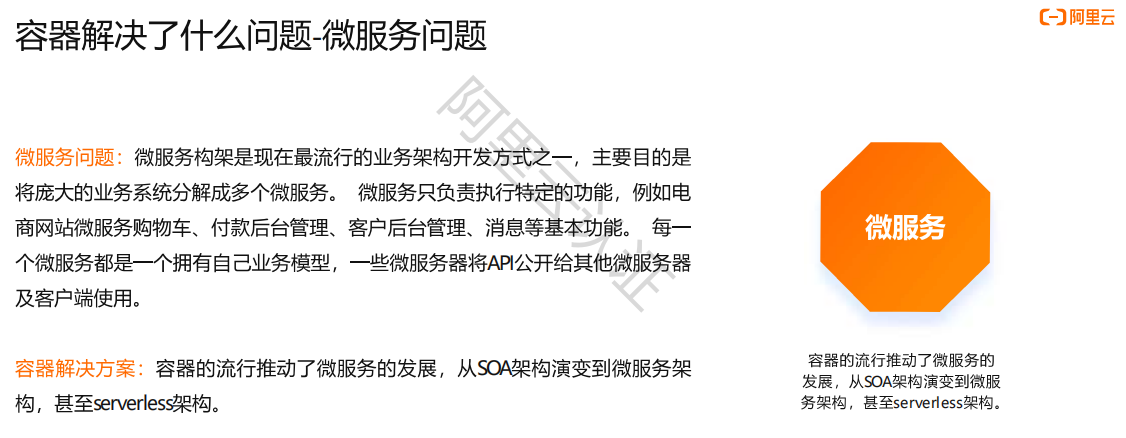 容器解决了什么问题-微服务问题
阿里云
微服务问题：微服务构架是现在最流行的业务架构开发方式之一，主要目的是
将庞大的业务系统分解成多个微服务。 微服务只负责执行特定的功能，例如电
商网站微服务购物车、付款后台管理、客户后台管理、消息等基本功能。 每一
个微服务都是一个拥有自己业务模型，一些微服务器将API公开给其他微服务器
及客户端使用。
容器解决方案：容器的流行推动了微服务的发展，从SOA架构演变到微服务架
构，甚至serverless架构。
微服务
容器的流行推动了微服务的
发展，从SOA架构演变到微服
务架构，甚至serverless架构。
阿里云认证